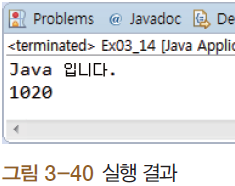 Problems @ Javadoc De
<terminated> Ex03_14 [Java Applic
Java 입니다.
1020
그림 3-40 실행 결과